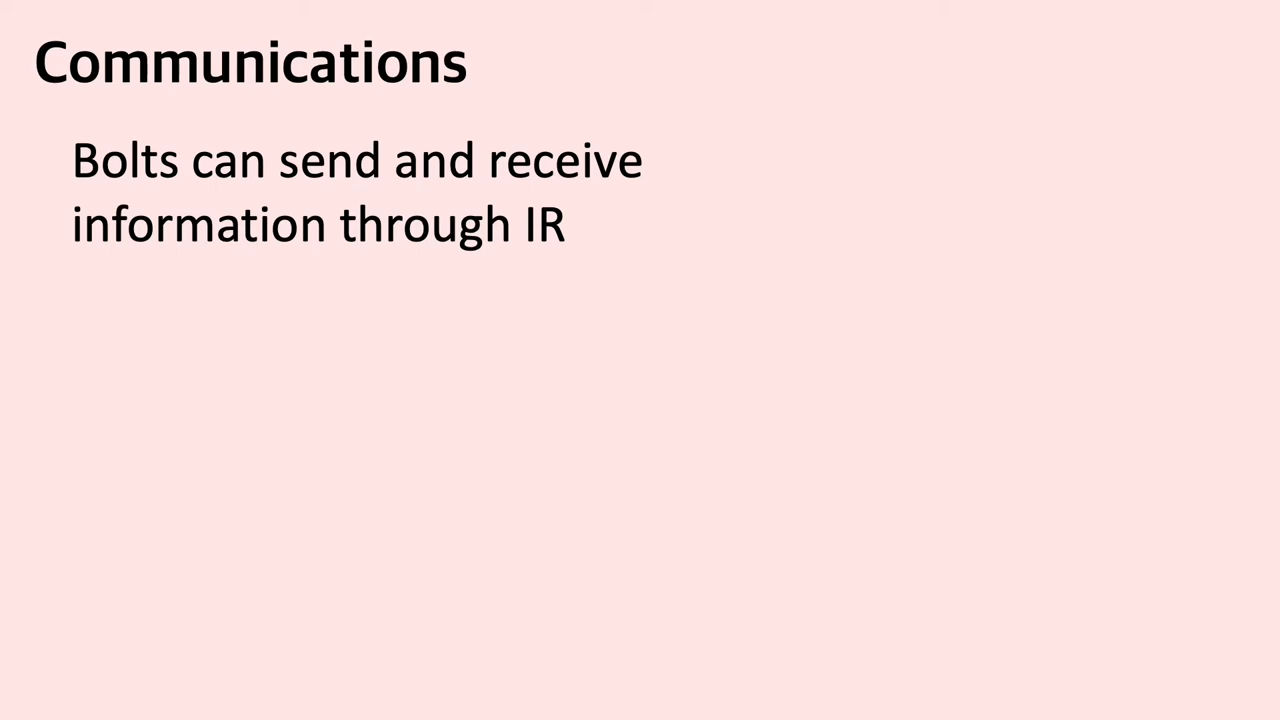 Communications
Bolts can send and receive
information through IR